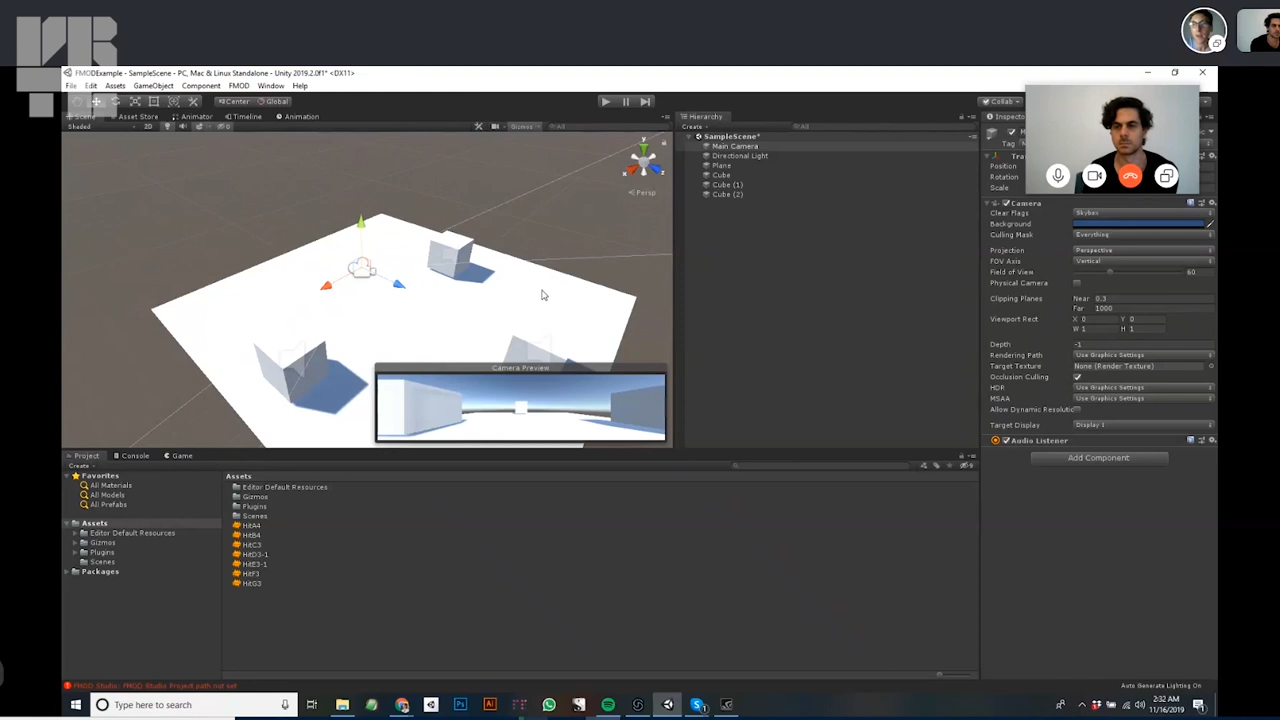 FMODExample - SampleScene - PC, Mac & Linux Standalone - Unity 2019.2.0f1* <DX11>
File Edit Assets GameObject Component FMOD Window Help
Center Global
Collab
Scene Asset Store Animator Timeline Animation
Shaded 2D 0 Gizmos All
Hierarchy
Create All
SampleScene*
Main Camera
Directional Light
Plane
Cube
Cube (1)
Cube (2)
y
x
z
Persp
Camera Preview
Inspecto
Tag
Position
Rotation
Scale
Camera
Clear Flags Skybox
Background
Culling Mask Everything
Projection Perspective
FOV Axis Vertical
Field of View 60
Physical Camera
Clipping Planes Near 0.3
Far 1000
Viewport Rect X 0 Y 0
W 1 H 1
Depth -1
Rendering Path Use Graphics Settings
Target Texture None (Render Texture)
Occlusion Culling
HDR Use Graphics Settings
MSAA Use Graphics Settings
Allow Dynamic Resolutic
Target Display Display 1
Audio Listener
Add Component
Project Console Game
Create
Favorites
All Materials
All Models
All Prefabs
Assets
Editor Default Resources
Gizmos
Plugins
Scenes
Packages
Assets
Editor Default Resources
Gizmos
Plugins
Scenes
HitA4
HitB4
HitC3
HitD3-1
HitE3-1
HitF3
HitG3
FMOD Studio: FMOD Studio Project path not set
Auto Generate Lighting On
Type here to search
2:32 AM
11/16/2019